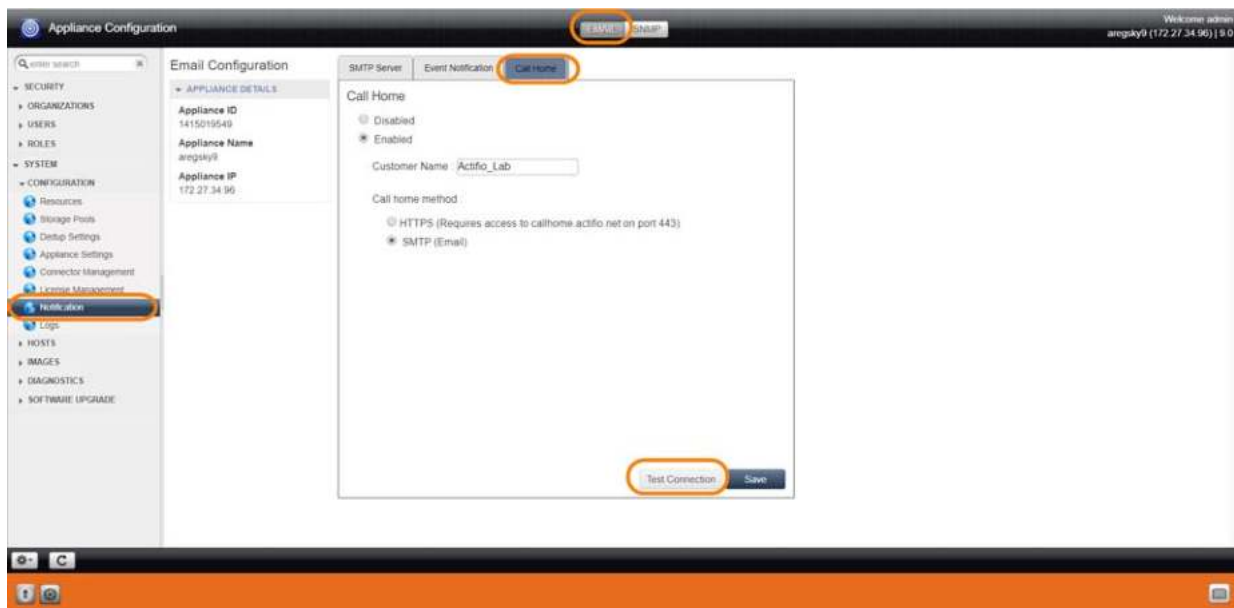 Appliance Configuration
EMAIL
SNMP
Welcome admin
aregsky9 (172.27.34.96) | 9.0
enter search
SECURITY
ORGANIZATIONS
USERS
ROLES
SYSTEM
CONFIGURATION
Resources
Storage Pools
Dedup Settings
Appliance Settings
Connector Management
License Management
Notification
Logs
HOSTS
IMAGES
DIAGNOSTICS
SOFTWARE UPGRADE
Email Configuration
APPLIANCE DETAILS
Appliance ID
1415019549
Appliance Name
aregsky9
Appliance IP
172.27.34.96
SMTP Server
Event Notification
Call Home
Call Home
Disabled
Enabled
Customer Name : Actifio_Lab
Call home method :
HTTPS (Requires access to callhome.actifio.net on port 443)
SMTP (Email)
Test Connection
Save